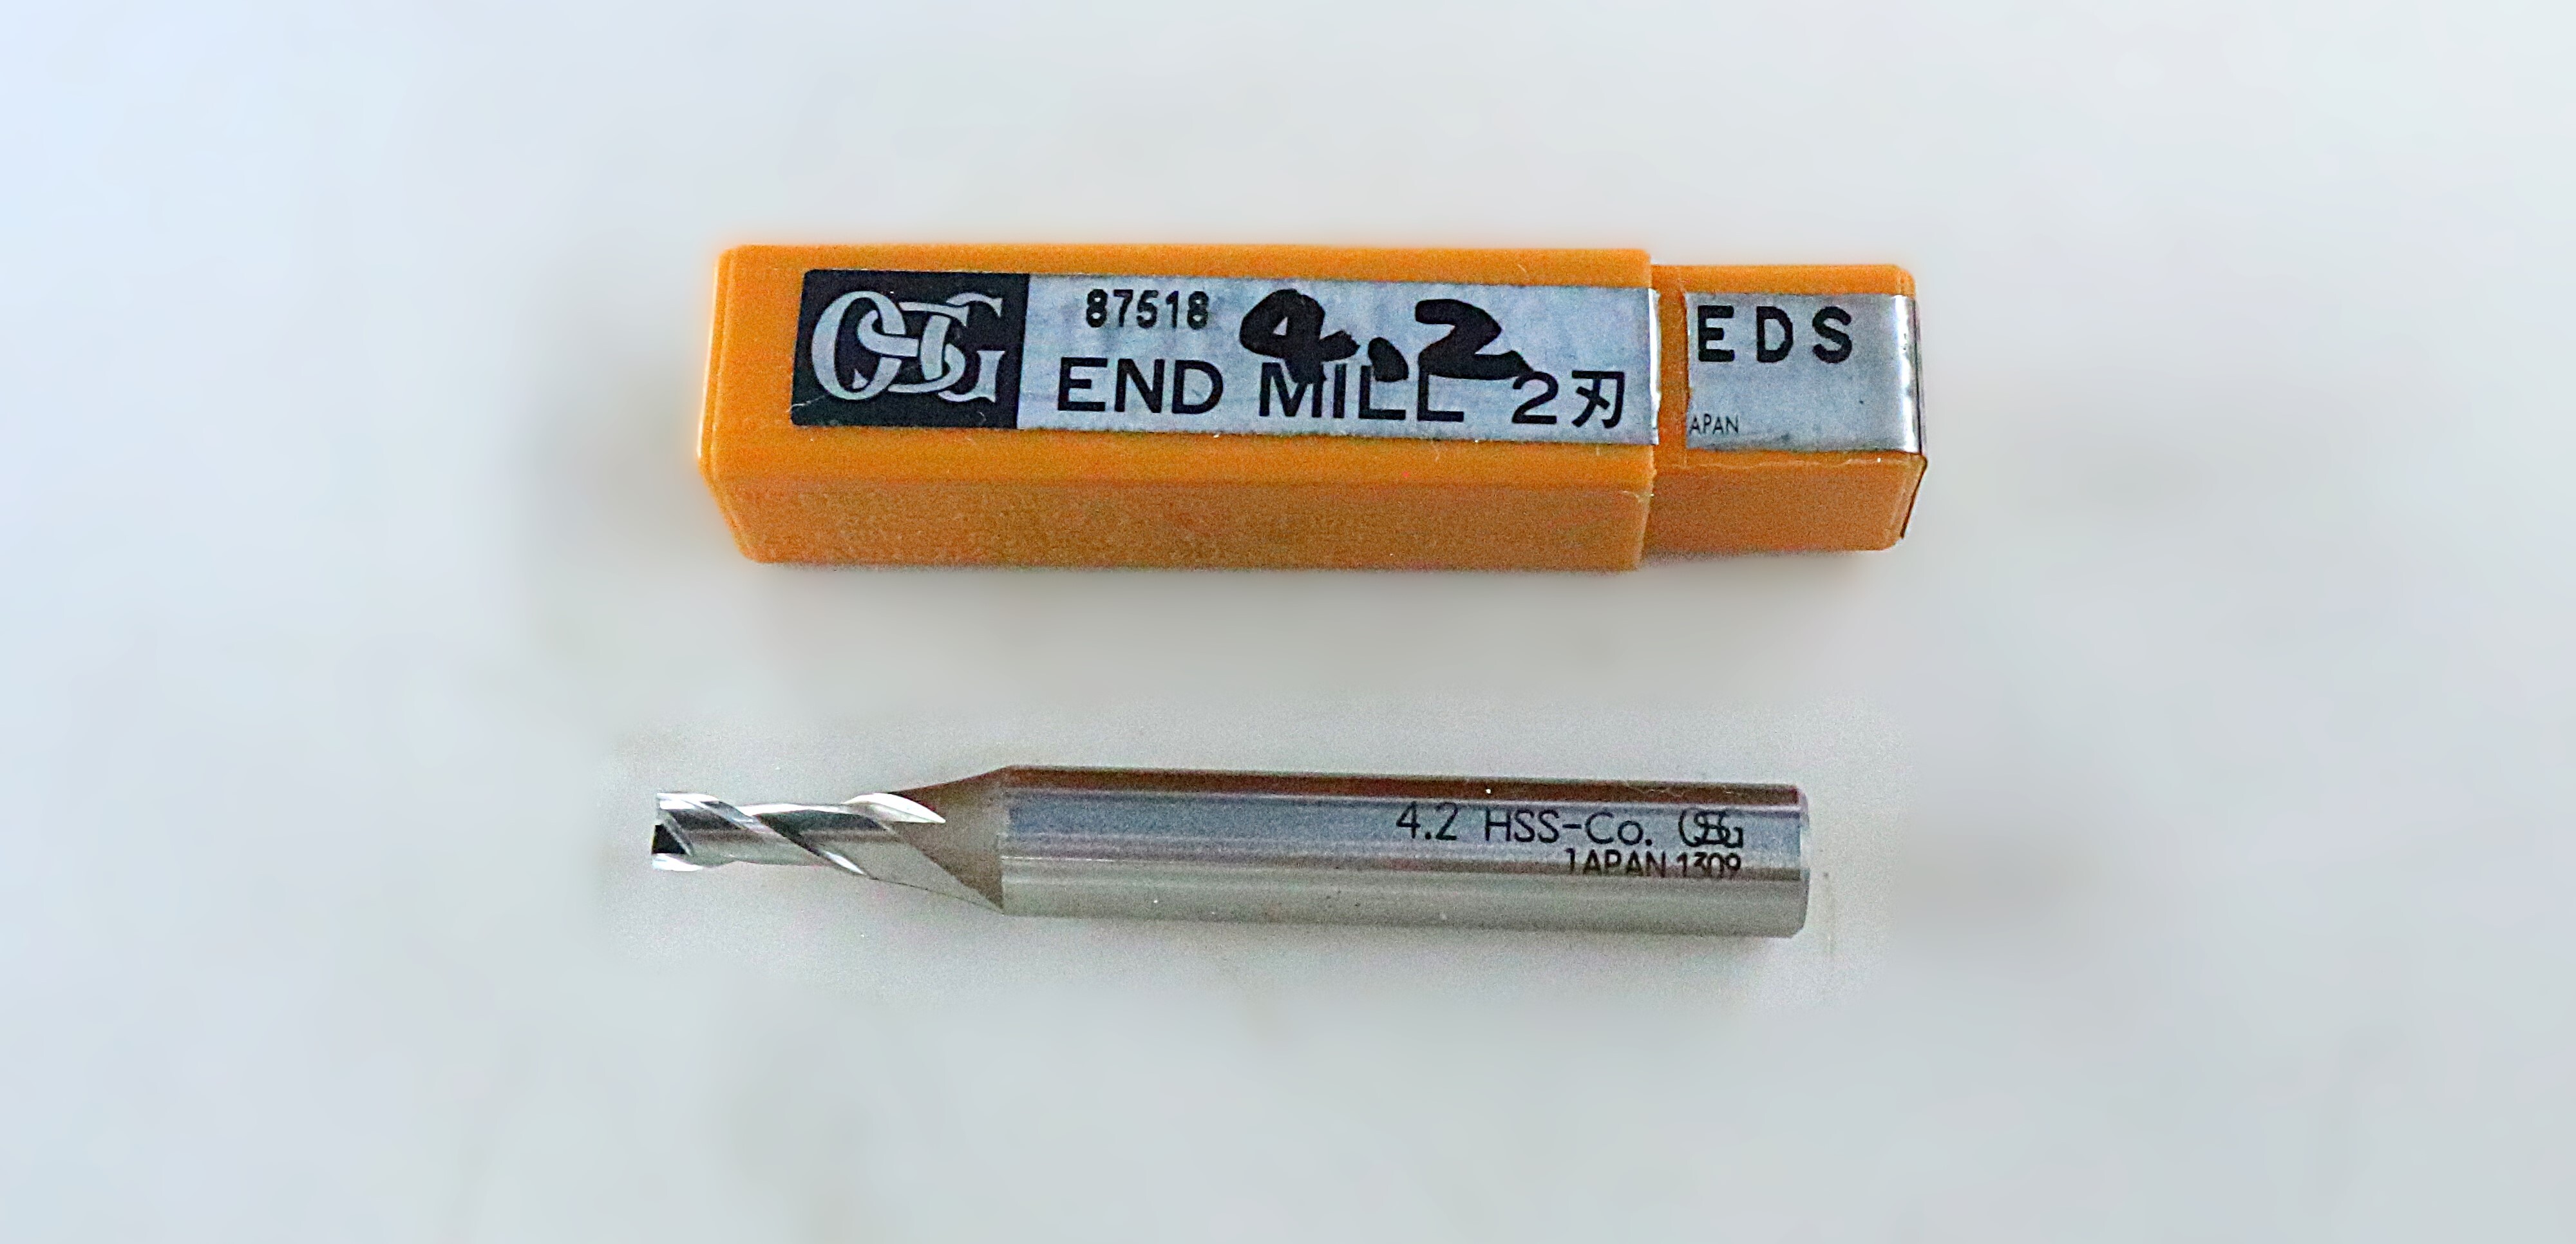 OSG
87518 4.2
END MILL 2刃
EDS
APAN
4.2 HSS-Co. OSG
JAPAN 1309